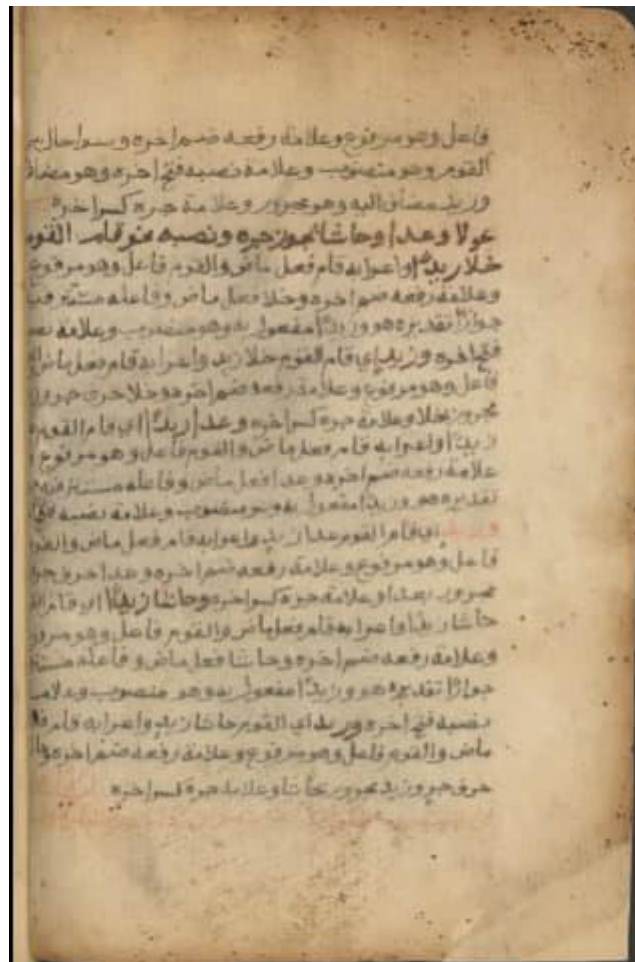 فاعل وهو مرفوع وعلامة رفعه ضم اخره وسوا حال من
القوم وهو منصوب وعلامة نصبه فتح اخره وهو مضاف
وزيد مضاف اليه وهو مجرور وعلامة جره كسر اخره
وعدا وحاشا يجوز جره ونصبه نحو قام القوم
خلا زيدا واعرابه قام فعل ماض والقوم فاعل وهو مرفوع
وعلامة رفعه ضم اخره وخلا فعل ماض وفاعله مستتر فيه
جوازا تقديره هو وزيدا مفعول به وهو منصوب وعلامة نصبه
فتح اخره وزيد اي قام القوم خلا زيد واعرابه قام فعل ماض
فاعل وهو مرفوع وعلامة رفعه ضم اخره وخلا حرف جر وزيد
مجرور بخلا وعلامة جره كسر اخره وعدا زيدا اي قام القوم
زيدا واعرابه قام فعل ماض والقوم فاعل وهو مرفوع
علامة رفعه ضم اخره وعدا فعل ماض وفاعله مستتر فيه
تقديره هو وزيدا مفعول به وهو منصوب وعلامة نصبه فتح
وزيد اي قام القوم عدا زيد واعرابه قام فعل ماض والقوم
فاعل وهو مرفوع وعلامة رفعه ضم اخره وعدا حرف جر
مجرور بعدا وعلامة جره كسر اخره وحاشا زيدا اي قام
حاشا زيدا واعرابه قام فعل ماض والقوم فاعل وهو مرفوع
وعلامة رفعه ضم اخره وحاشا فعل ماض وفاعله مستتر
جوازا تقديره هو وزيدا مفعول به وهو منصوب وعلامة
نصبه فتح اخره وزيد اي القوم حاشا زيد واعرابه قام فعل
ماض والقوم فاعل وهو مرفوع وعلامة رفعه ضم اخره
حرف جر وزيد مجرور بحاشا وعلامة جره كسر اخره